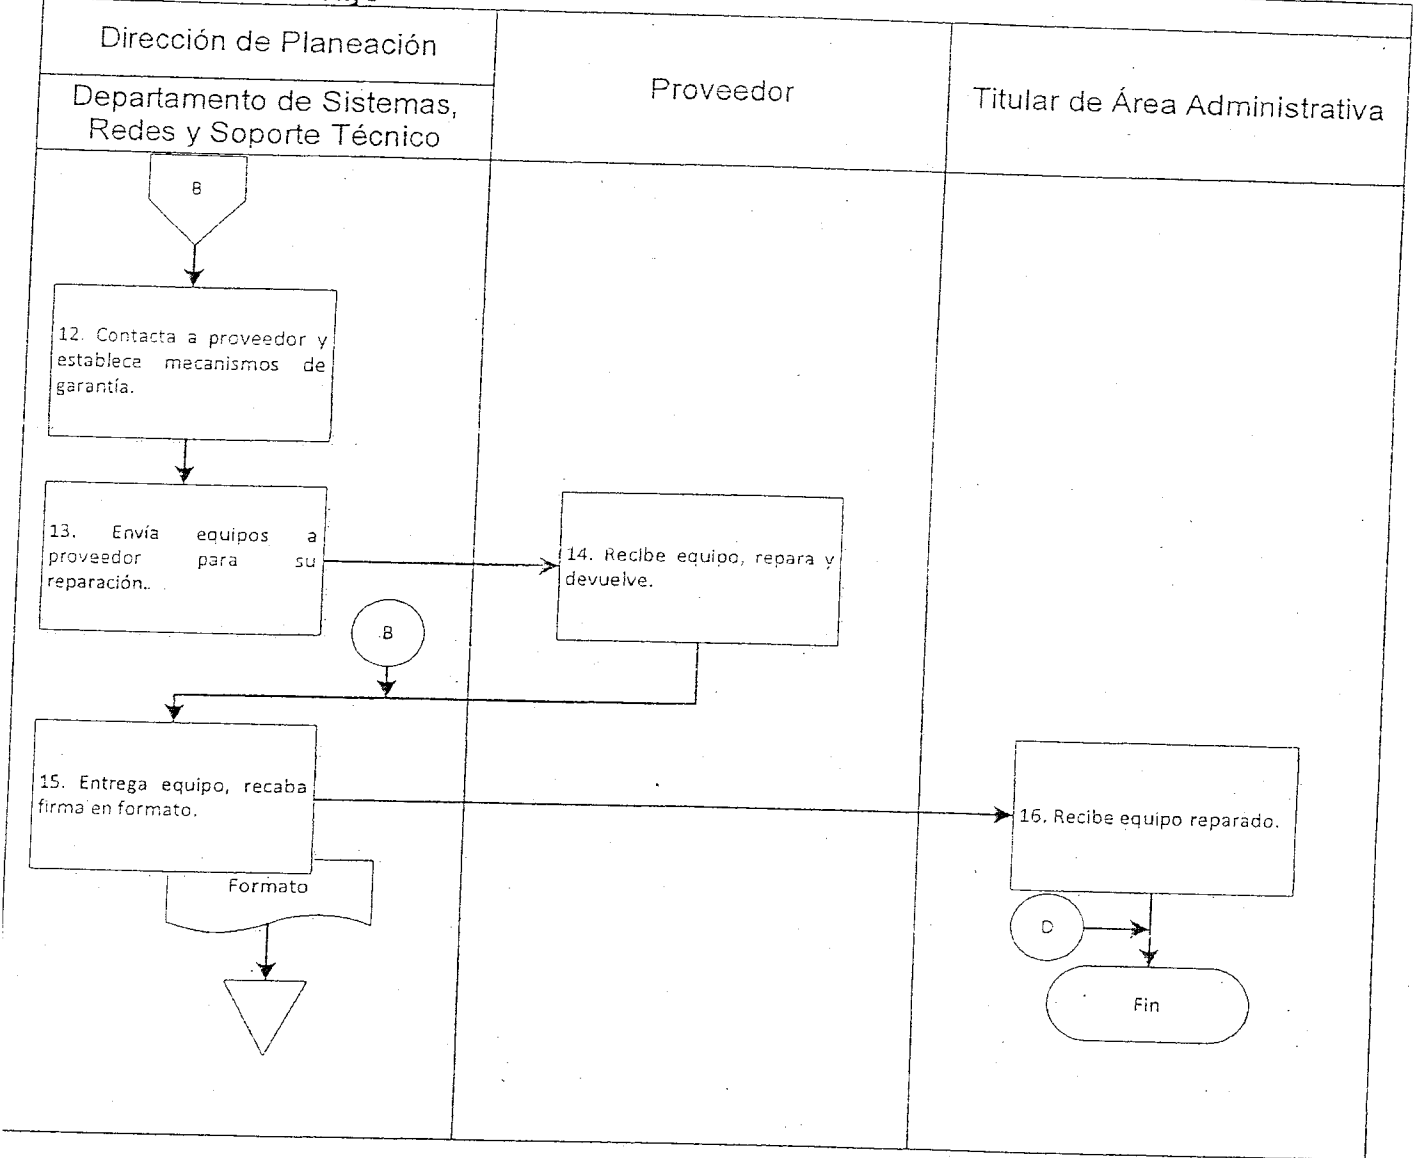 Dirección de Planeación
Departamento de Sistemas,
Redes y Soporte Técnico
Proveedor
Titular de Área Administrativa
B
12. Contacta a proveedor y
establece mecanismos de
garantía.
13. Envía equipos a
proveedor para su
reparación..
14. Recibe equipo, repara y
devuelve.
B
15. Entrega equipo, recaba
firma en formato.
Formato
16. Recibe equipo reparado.
D
Fin